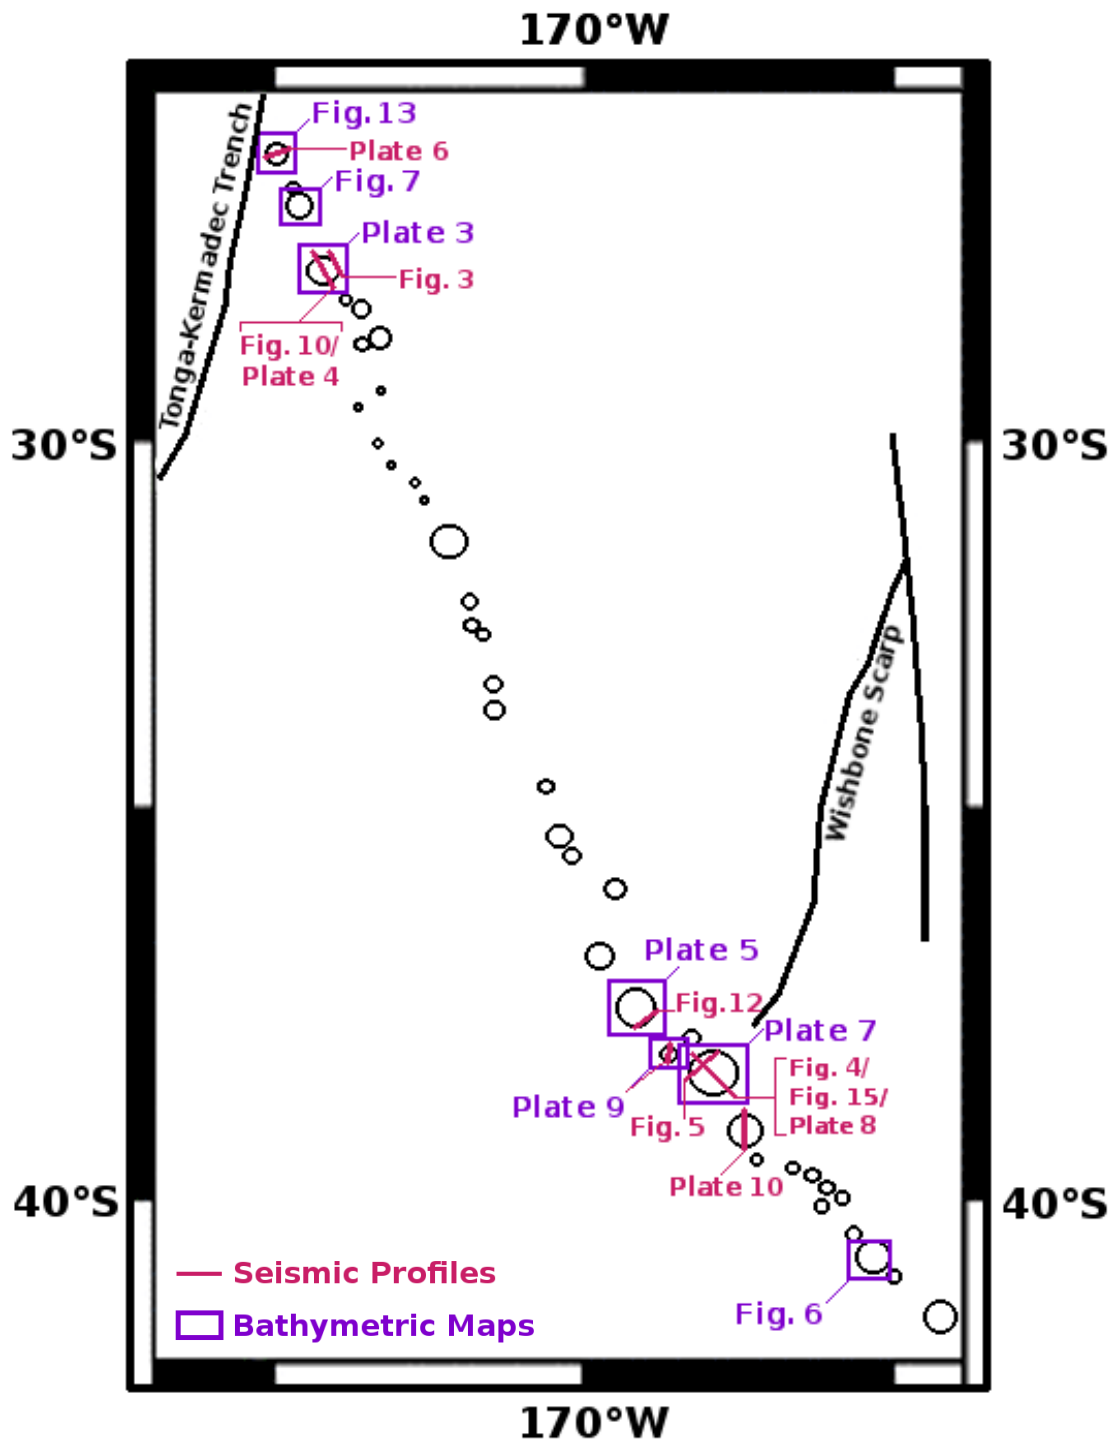 170°W
Fig.13
Plate 6
Fig.7
Tonga-Kermadec Trench
Plate 3
Fig. 3
Fig. 10/
Plate 4
30°S
30°S
Wishbone Scarp
Plate 5
Fig.12
Plate 7
Fig. 4/
Fig. 15/
Plate 8
Plate 9
Fig. 5
Plate 10
40°S
40°S
Seismic Profiles
Fig. 6
Bathymetric Maps
170°W